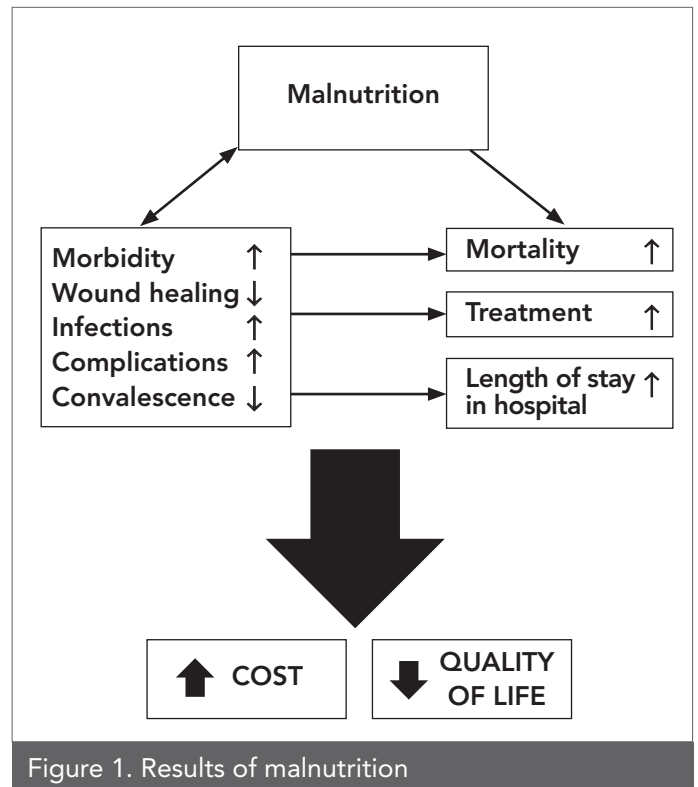 Malnutrition
Morbidity ↑
Wound healing ↓
Infections ↑
Complications ↑
Convalescence ↓
Mortality ↑
Treatment ↑
Length of stay ↑
in hospital
COST
QUALITY
OF LIFE
Figure 1. Results of malnutrition